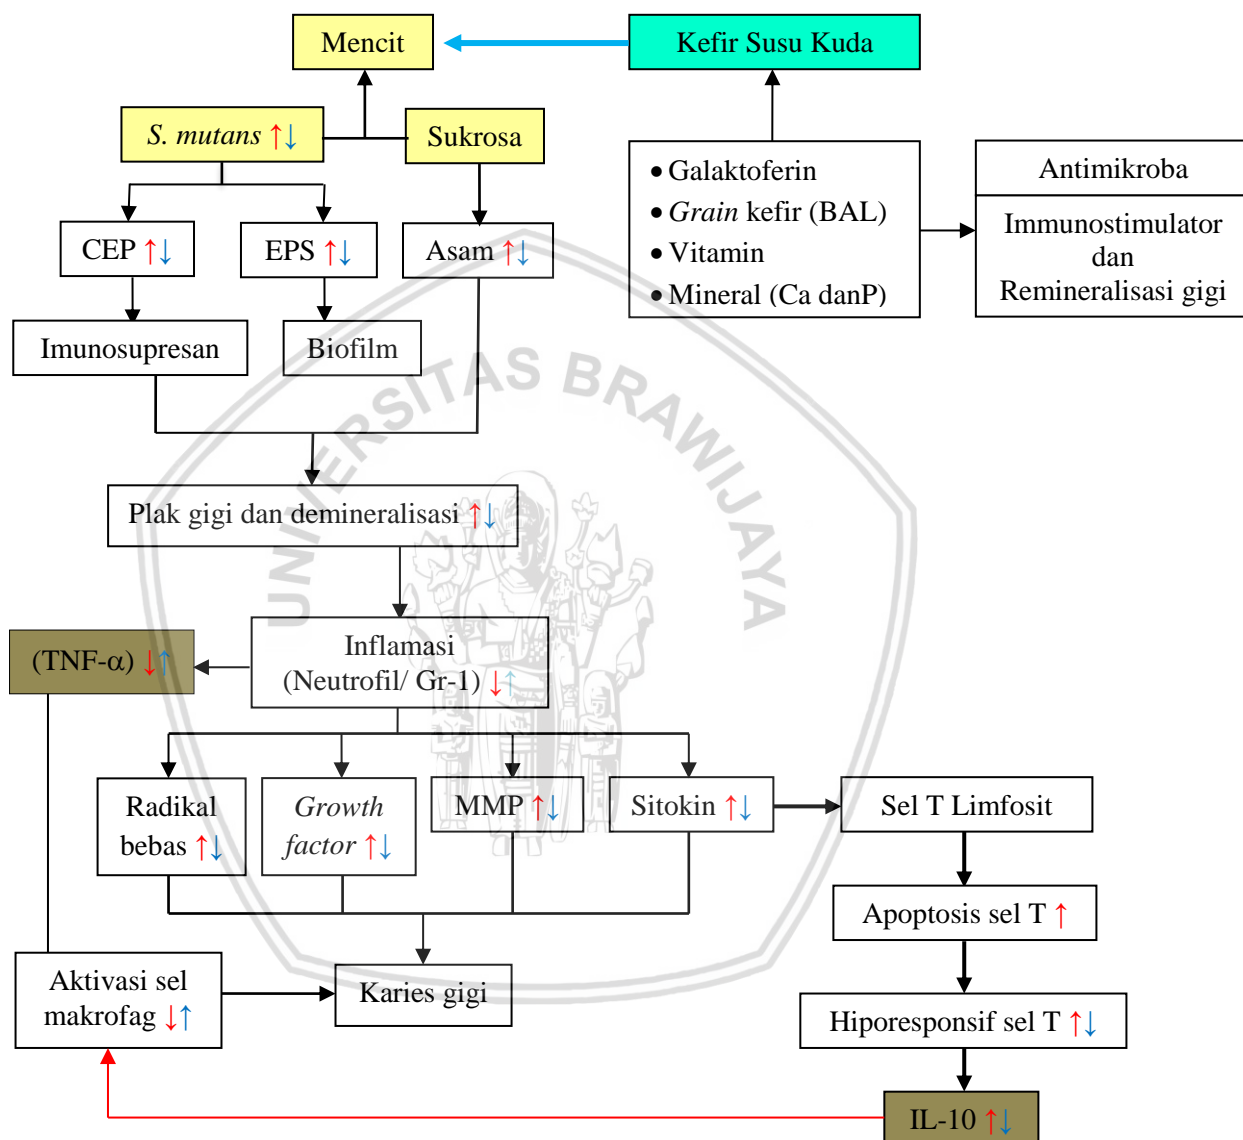 Mencit
Kefir Susu Kuda
S. mutans ↑↓
Sukrosa
• Galaktoferin
• Grain kefir (BAL)
• Vitamin
• Mineral (Ca danP)
Antimikroba
Immunostimulator
dan
Remineralisasi gigi
CEP ↑↓
EPS ↑↓
Asam ↑↓
Imunosupresan
Biofilm
UNIVERSITAS BRAWIJAYA
Plak gigi dan demineralisasi ↑↓
(TNF-α) ↓↑
Inflamasi
(Neutrofil/ Gr-1) ↓↑
Radikal
bebas ↑↓
Growth
factor ↑↓
MMP ↑↓
Sitokin ↑↓
Sel T Limfosit
Apoptosis sel T ↑
Aktivasi sel
makrofag ↓↑
Karies gigi
Hiporesponsif sel T ↑↓
IL-10 ↑↓